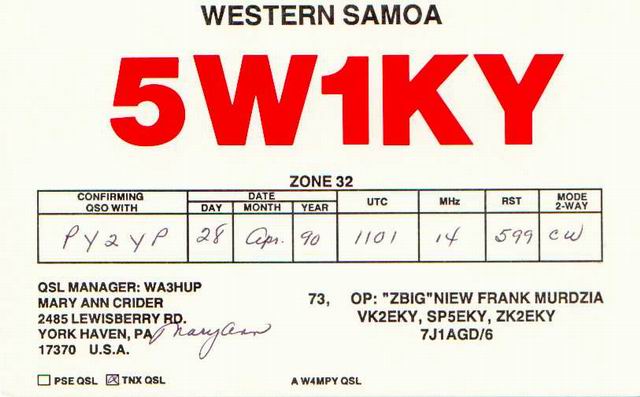 WESTERN SAMOA
5W1KY
ZONE 32
CONFIRMING QSO WITH DATE DAY MONTH YEAR UTC MHz RST MODE 2-WAY
PY2YP 28 Apr. 90 1101 14 599 CW
QSL MANAGER: WA3HUP
MARY ANN CRIDER
2485 LEWISBERRY RD.
YORK HAVEN, PA Mary Ann
17370 U.S.A.
73, OP: "ZBIG"NIEW FRANK MURDZIA
VK2EKY, SP5EKY, ZK2EKY
7J1AGD/6
PSE QSL TNX QSL A W4MPY QSL